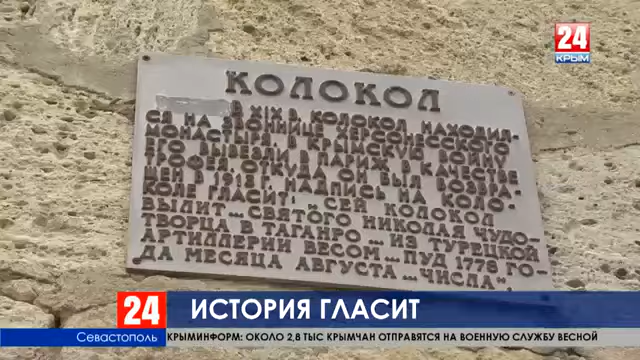 24
КРЫМ
КОЛОКОЛ
В XIX В. КОЛОКОЛ НАХОДИЛ-
СЯ НА ЗВОННИЦЕ ХЕРСОНЕССКОГО
МОНАСТЫРЯ. В КРЫМСКУЮ ВОЙНУ
ЕГО ВЫВЕЗЛИ В ПАРИЖ В КАЧЕСТВЕ
ТРОФЕЯ ОТКУДА ОН БЫЛ ВОЗВРА-
ЩЕН В 1913 Г. НАДПИСЬ НА КОЛО-
КОЛЕ ГЛАСИТ: „СЕЙ КОЛОКОЛ
ВЫЛИТ... СВЯТОГО НИКОЛАЯ ЧУДО-
ТВОРЦА В ТАГАНРО... ИЗ ТУРЕЦКОЙ
АРТИЛЛЕРИИ ВЕСОМ... ПУД 1778 ГО-
ДА МЕСЯЦА АВГУСТА... ЧИСЛА".
24 ИСТОРИЯ ГЛАСИТ
Севастополь КРЫМИНФОРМ: ОКОЛО 2,8 ТЫС КРЫМЧАН ОТПРАВЯТСЯ НА ВОЕННУЮ СЛУЖБУ ВЕСНОЙ